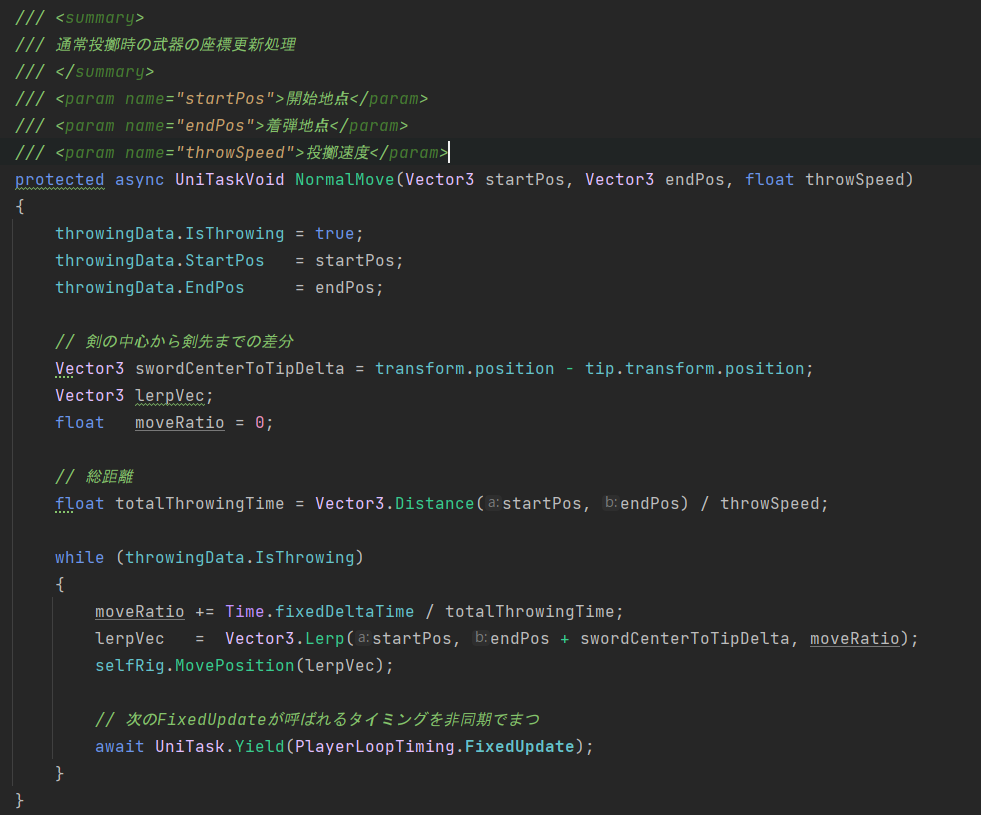 /// <summary>
/// 通常投擲時の武器の座標更新処理
/// </summary>
/// <param name="startPos">開始地点</param>
/// <param name="endPos">着弾地点</param>
/// <param name="throwSpeed">投擲速度</param>
protected async UniTaskVoid NormalMove(Vector3 startPos, Vector3 endPos, float throwSpeed)
{
    throwingData.IsThrowing = true;
    throwingData.StartPos   = startPos;
    throwingData.EndPos     = endPos;

    // 剣の中心から剣先までの差分
    Vector3 swordCenterToTipDelta = transform.position - tip.transform.position;
    Vector3 lerpVec;
    float   moveRatio = 0;

    // 総距離
    float totalThrowingTime = Vector3.Distance(a: startPos, b: endPos) / throwSpeed;

    while (throwingData.IsThrowing)
    {
        moveRatio += Time.fixedDeltaTime / totalThrowingTime;
        lerpVec   =  Vector3.Lerp(a: startPos, b: endPos + swordCenterToTipDelta, moveRatio);
        selfRig.MovePosition(lerpVec);

        // 次のFixedUpdateが呼ばれるタイミングを非同期でまつ
        await UniTask.Yield(PlayerLoopTiming.FixedUpdate);
    }
}